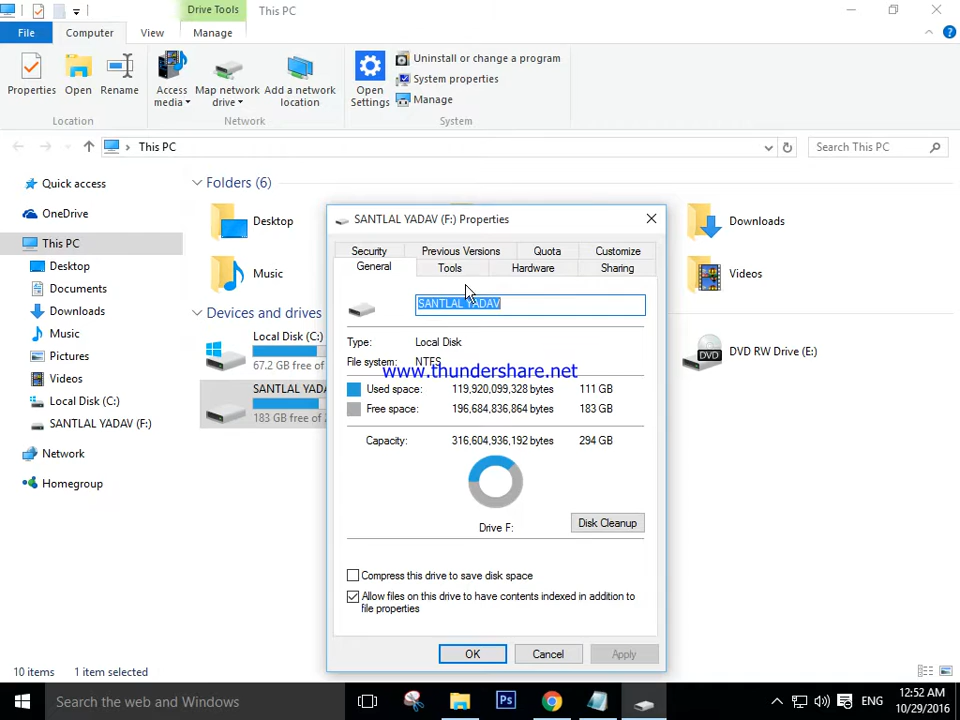 Drive Tools
This PC
File
Computer
View
Manage
Properties
Open
Rename
Access media
Map network drive
Add a network location
Open Settings
Uninstall or change a program
System properties
Manage
Location
Network
System
This PC
Search This PC
Quick access
OneDrive
This PC
Desktop
Documents
Downloads
Music
Pictures
Videos
Local Disk (C:)
SANTLAL YADAV (F:)
Network
Homegroup
Folders (6)
Desktop
Downloads
Music
Videos
Devices and drives
Local Disk (C:)
67.2 GB free of
SANTLAL YADA
183 GB free of
DVD RW Drive (E:)
DVD
SANTLAL YADAV (F:) Properties
Security
Previous Versions
Quota
Customize
General
Tools
Hardware
Sharing
SANTLAL YADAV
Type: Local Disk
File system: NTFS
www.thundershare.net
Used space: 119,920,099,328 bytes 111 GB
Free space: 196,684,836,864 bytes 183 GB
Capacity: 316,604,936,192 bytes 294 GB
Drive F:
Disk Cleanup
Compress this drive to save disk space
Allow files on this drive to have contents indexed in addition to
file properties
OK
Cancel
Apply
10 items
1 item selected
Search the web and Windows
Ps
ENG
12:52 AM
10/29/2016